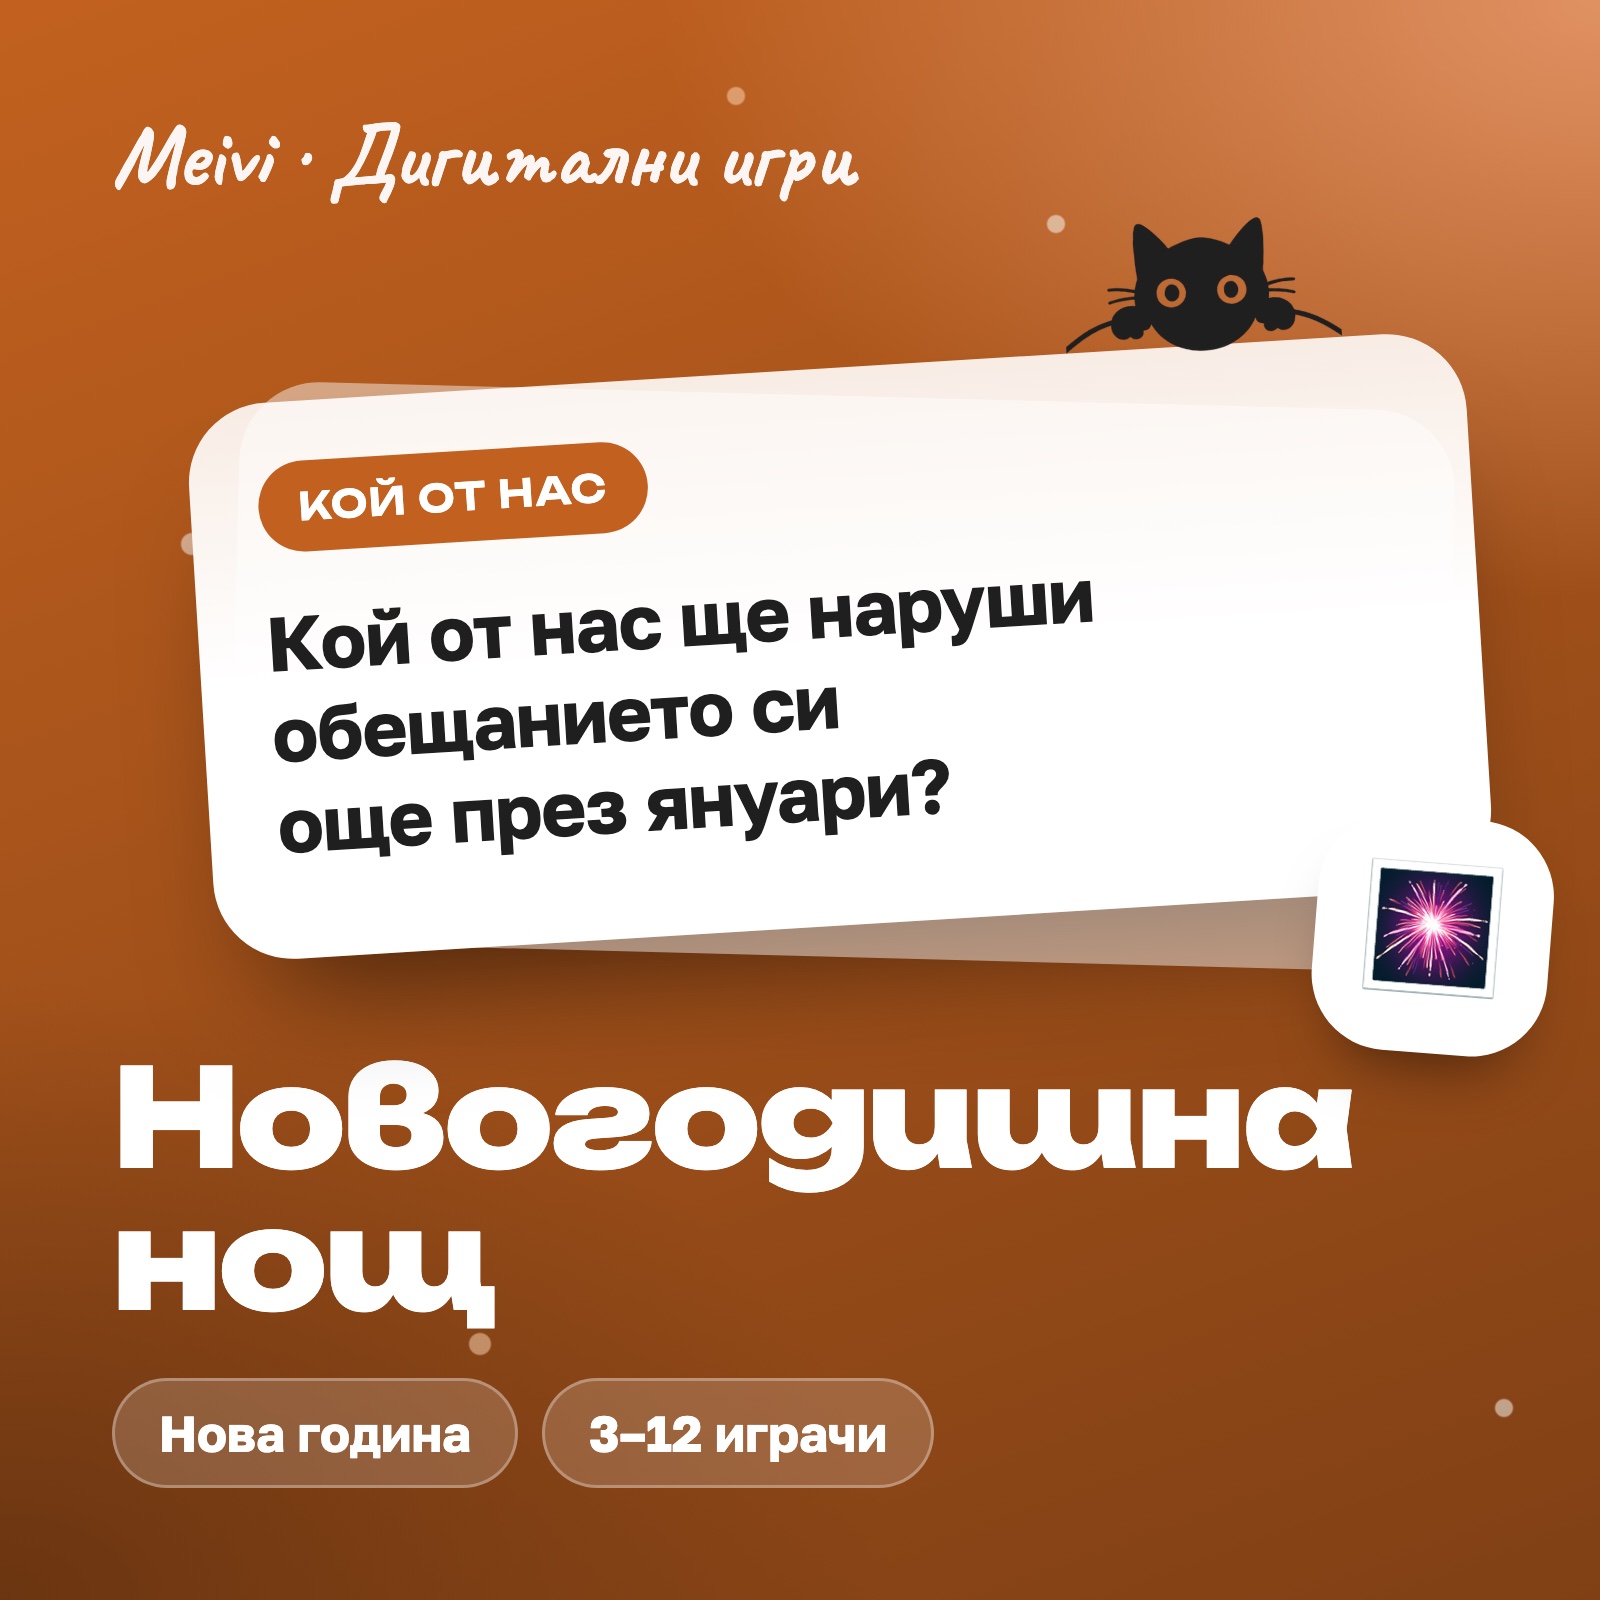 Meivi · Дигитални игри
КОЙ ОТ НАС
Кой от нас ще наруши
обещанието си
още през януари?
Новогодишна
нощ
Нова година
3–12 играчи